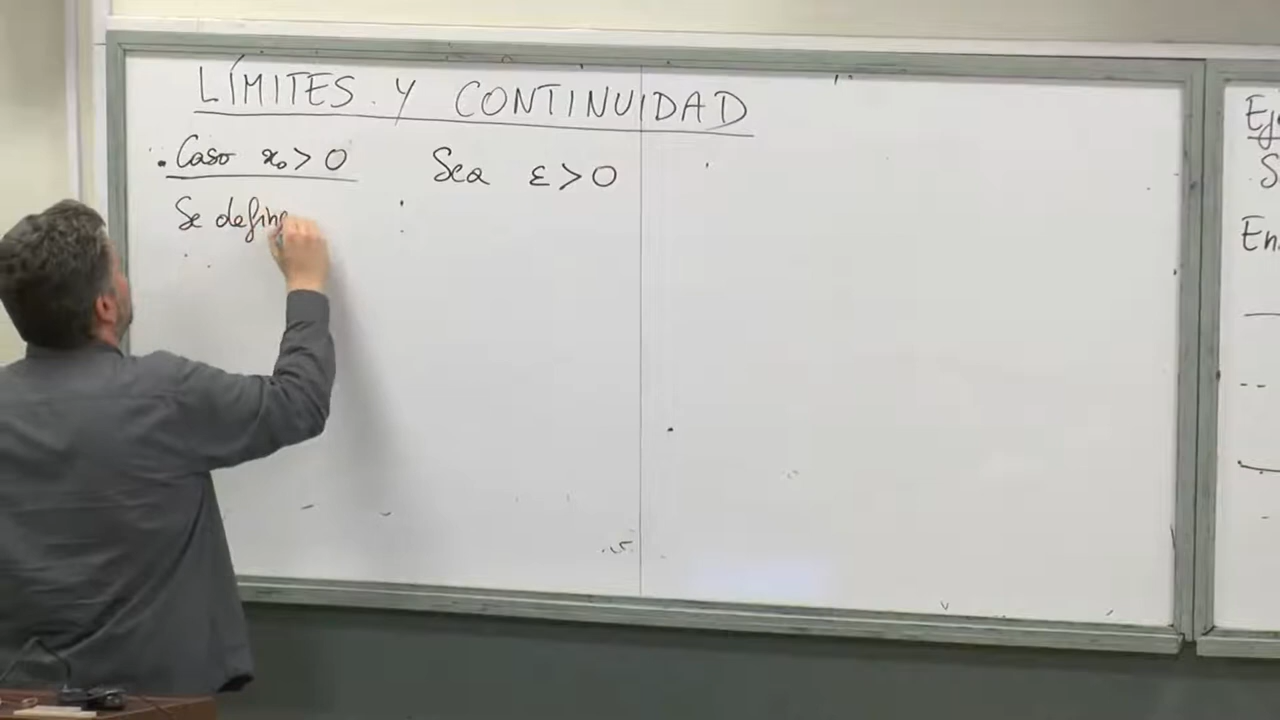 LÍMITES Y CONTINUIDAD
. Caso x₀ > 0 Sea ε > 0
Se define